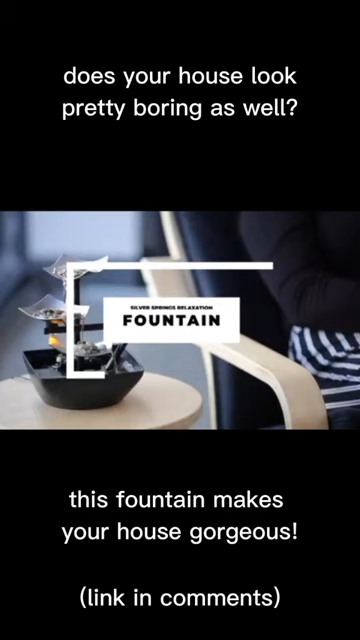 does your house look
pretty boring as well?
SILVER SPRINGS RELAXATION
FOUNTAIN
this fountain makes
your house gorgeous!
(link in comments)